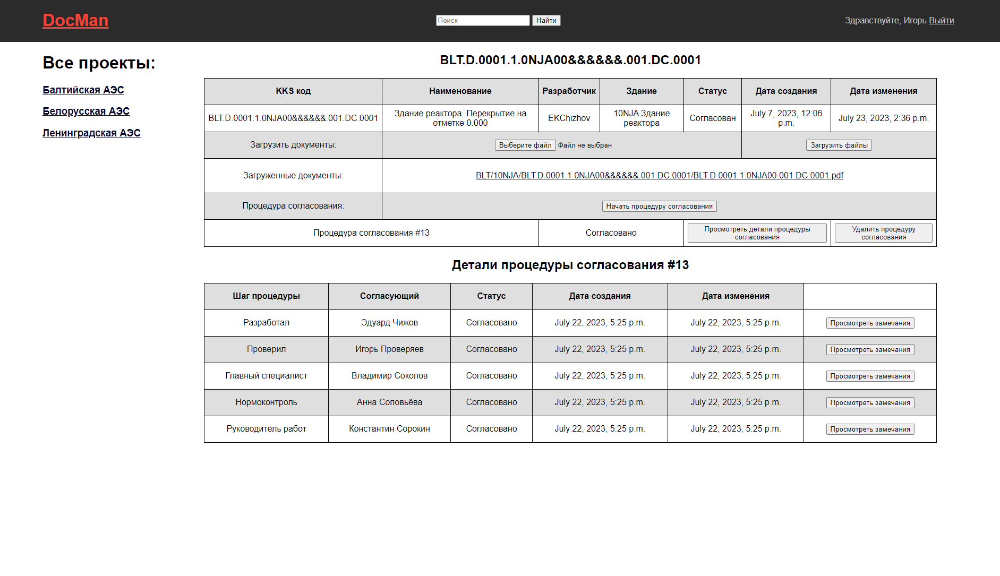 DocMan
Поиск
Найти
Здравствуйте, Игорь Выйти
Все проекты:
Балтийская АЭС
Белорусская АЭС
Ленинградская АЭС
BLT.D.0001.1.0NJA00&&&&&&.001.DC.0001
KKS код Наименование Разработчик Здание Статус Дата создания Дата изменения
BLT.D.0001.1.0NJA00&&&&&&.001.DC.0001
Здание реактора. Перекрытие на
отметке 0.000
EKChizhov
10NJA Здание
реактора
Согласован
July 7, 2023, 12:06
p.m.
July 23, 2023, 2:36 p.m.
Загрузить документы: Выберите файл Файл не выбран Загрузить файлы
Загруженные документы: BLT/10NJA/BLT.D.0001.1.0NJA00&&&&&&.001.DC.0001/BLT.D.0001.1.0NJA00.001.DC.0001.pdf
Процедура согласования: Начать процедуру согласования
Процедура согласования #13 Согласовано
Просмотреть детали процедуры
согласования
Удалить процедуру
согласования
Детали процедуры согласования #13
Шаг процедуры Согласующий Статус Дата создания Дата изменения
Разработал Эдуард Чижов Согласовано July 22, 2023, 5:25 p.m. July 22, 2023, 5:25 p.m. Просмотреть замечания
Проверил Игорь Проверяев Согласовано July 22, 2023, 5:25 p.m. July 22, 2023, 5:25 p.m. Просмотреть замечания
Главный специалист Владимир Соколов Согласовано July 22, 2023, 5:25 p.m. July 22, 2023, 5:25 p.m. Просмотреть замечания
Нормоконтроль Анна Соловьёва Согласовано July 22, 2023, 5:25 p.m. July 22, 2023, 5:25 p.m. Просмотреть замечания
Руководитель работ Константин Сорокин Согласовано July 22, 2023, 5:25 p.m. July 22, 2023, 5:25 p.m. Просмотреть замечания